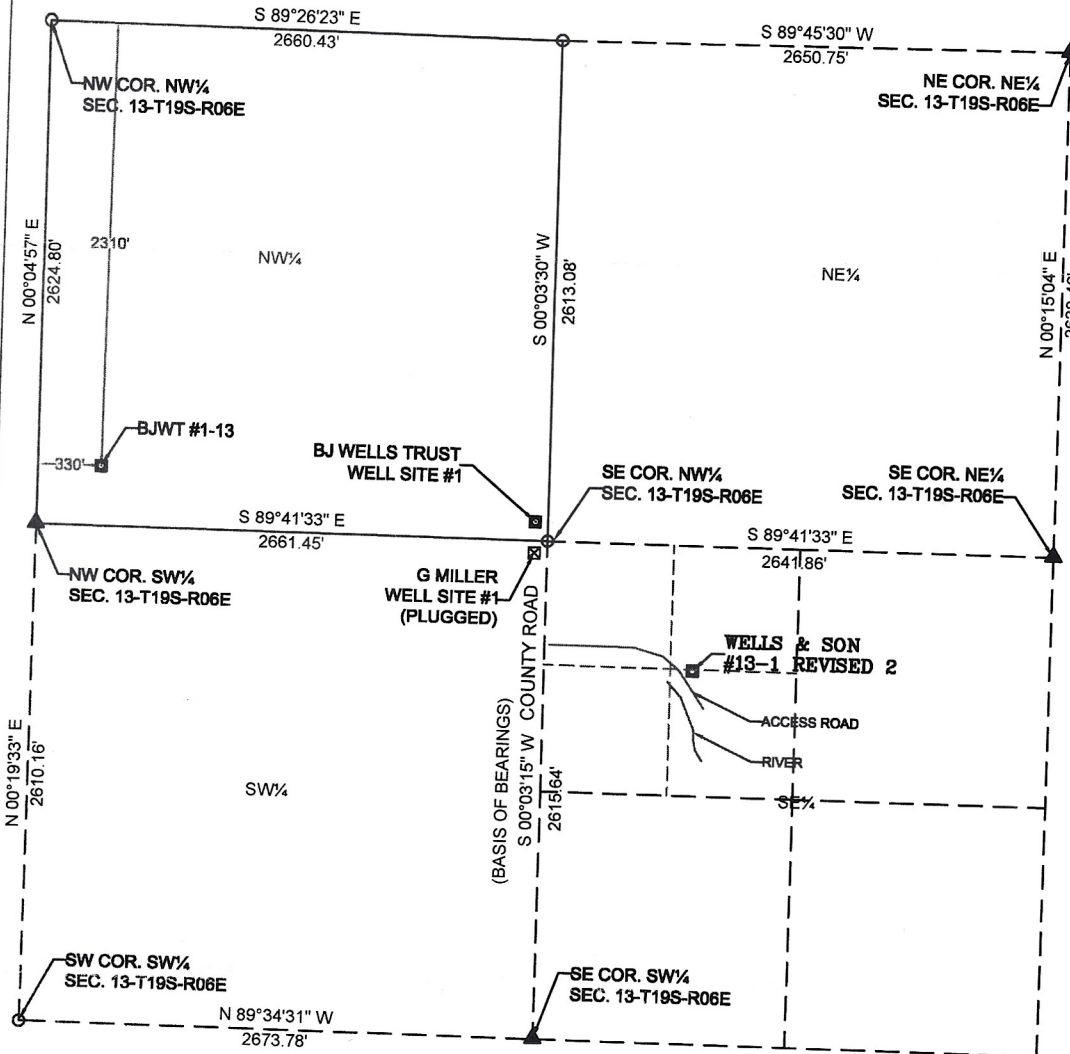 S 89°26'23" E
2660.43'
S 89°45'30" W
2650.75'
NW COR. NW¼
SEC. 13-T19S-R06E
NE COR. NE¼
SEC. 13-T19S-R06E
N 00°04'57" E
2624.80'
2310'
NW¼
S 00°03'30" W
2613.08'
NE¼
N 00°15'04" E
BJWT #1-13
330'
BJ WELLS TRUST
WELL SITE #1
SE COR. NW¼
SEC. 13-T19S-R06E
SE COR. NE¼
SEC. 13-T19S-R06E
S 89°41'33" E
2661.45'
S 89°41'33" E
2641.86'
NW COR. SW¼
SEC. 13-T19S-R06E
G MILLER
WELL SITE #1
(PLUGGED)
WELLS & SON
#13-1 REVISED 2
ACCESS ROAD
RIVER
N 00°19'33" E
2610.16'
SW¼
(BASIS OF BEARINGS)
S 00°03'15" W COUNTY ROAD
2615.64'
SE¼
SW COR. SW¼
SEC. 13-T19S-R06E
SE COR. SW¼
SEC. 13-T19S-R06E
N 89°34'31" W
2673.78'